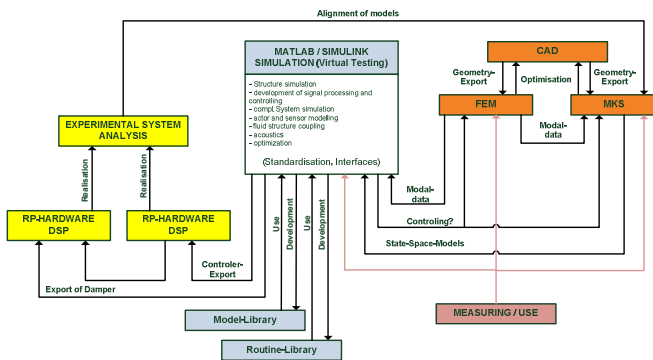 Alignment of models
MATLAB / SIMULINK
SIMULATION (Virtual Testing)
– Structure simulation
– development of signal processing and
controlling
– compl. System simulation
– actor and sensor modelling
– fluid structure coupling
– acoustics
– optimization
(Standardisation, Interfaces)
CAD
Geometry-
Export
Optimisation
Geometry-
Export
FEM
MKS
Modal-
data
EXPERIMENTAL SYSTEM
ANALYSIS
Realisation
Realisation
RP-HARDWARE
DSP
RP-HARDWARE
DSP
Controler-
Export
Export of Damper
Use
Development
Use
Development
Modal-
data
Controling?
State-Space-Models
Model-Library
Routine-Library
MEASURING / USE